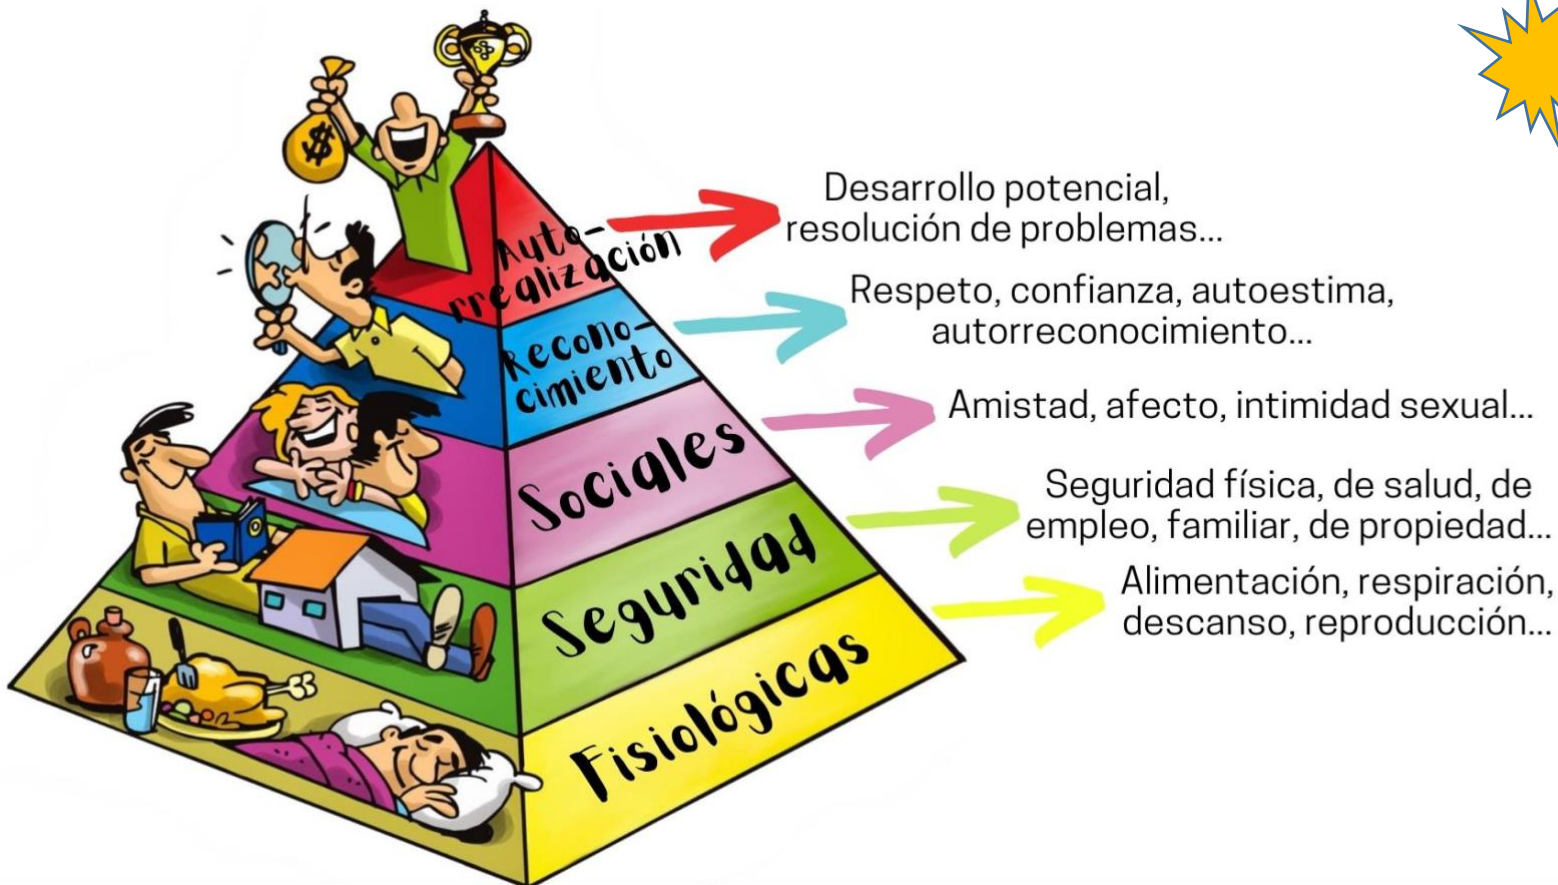 Auto-
rrealización
Desarrollo potencial,
resolución de problemas...
Recono-
cimiento
Respeto, confianza, autoestima,
autorreconocimiento...
Sociales
Amistad, afecto, intimidad sexual...
Seguridad
Seguridad física, de salud, de
empleo, familiar, de propiedad...
Fisiológicas
Alimentación, respiración,
descanso, reproducción...
$